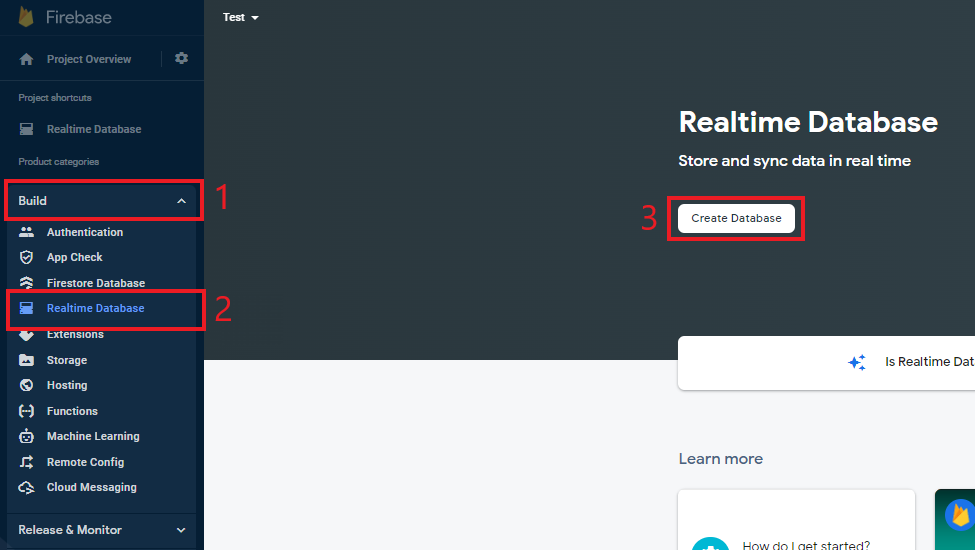 Firebase
Test
Project Overview
Project shortcuts
Realtime Database
Product categories
Build
1
Authentication
App Check
Firestore Database
Realtime Database
2
Extensions
Storage
Hosting
Functions
Machine Learning
Remote Config
Cloud Messaging
Release & Monitor
Realtime Database
Store and sync data in real time
3
Create Database
Is Realtime Dat
Learn more
How do I get started?